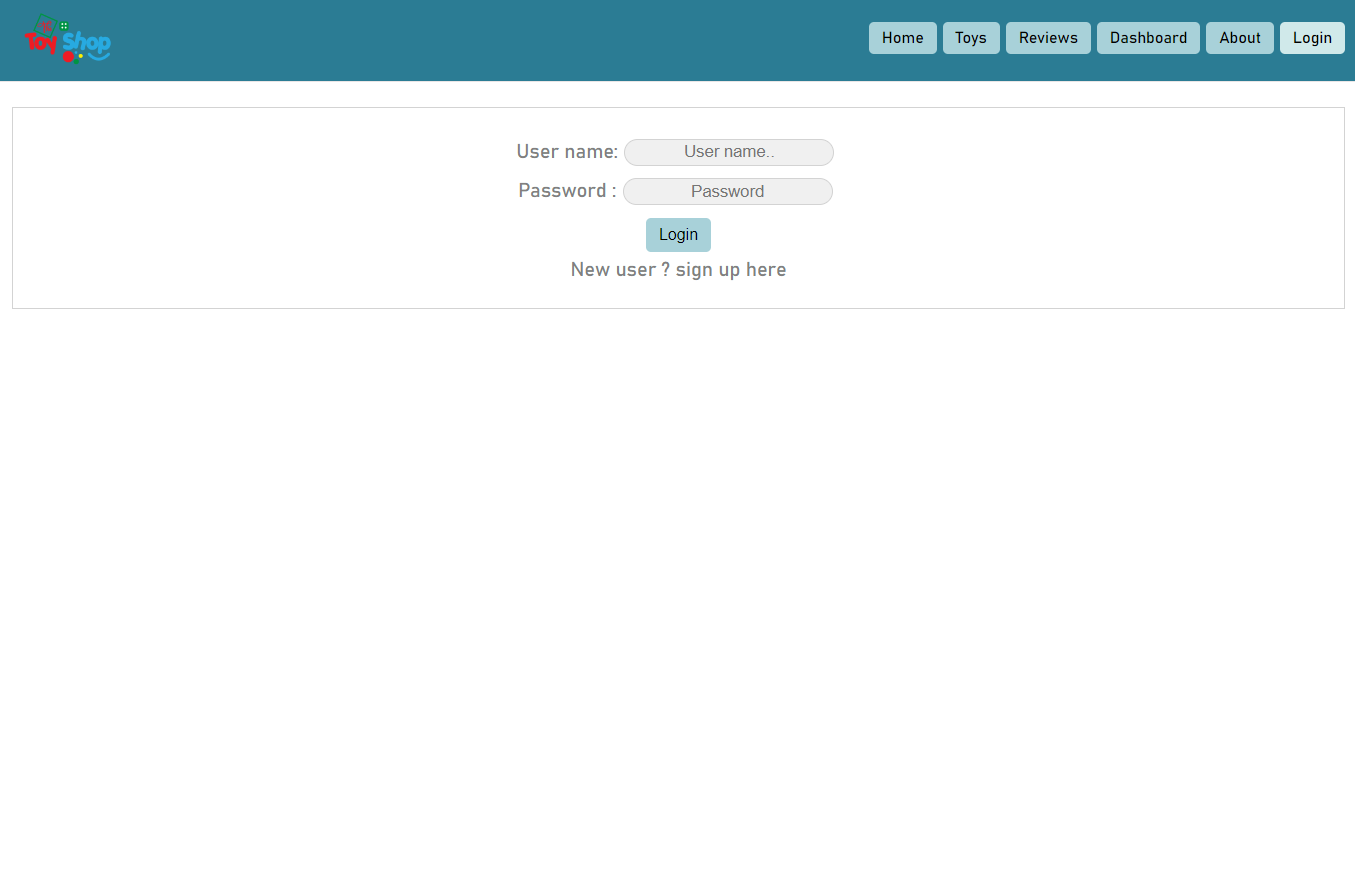 Toy Shop
Home Toys Reviews Dashboard About Login
User name: User name..
Password : Password
Login
New user ? sign up here